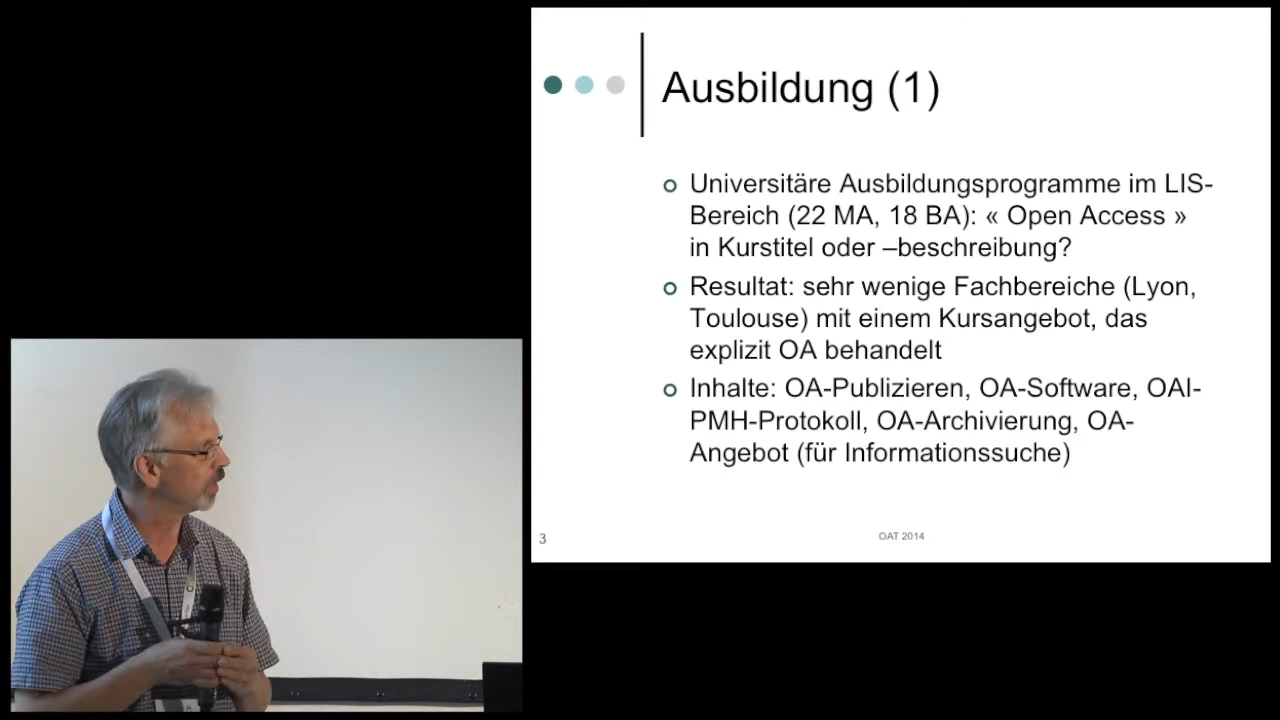 Ausbildung (1)
Universitäre Ausbildungsprogramme im LIS-
Bereich (22 MA, 18 BA): « Open Access »
in Kurstitel oder –beschreibung?
Resultat: sehr wenige Fachbereiche (Lyon,
Toulouse) mit einem Kursangebot, das
explizit OA behandelt
Inhalte: OA-Publizieren, OA-Software, OAI-
PMH-Protokoll, OA-Archivierung, OA-
Angebot (für Informationssuche)
3
OAT 2014